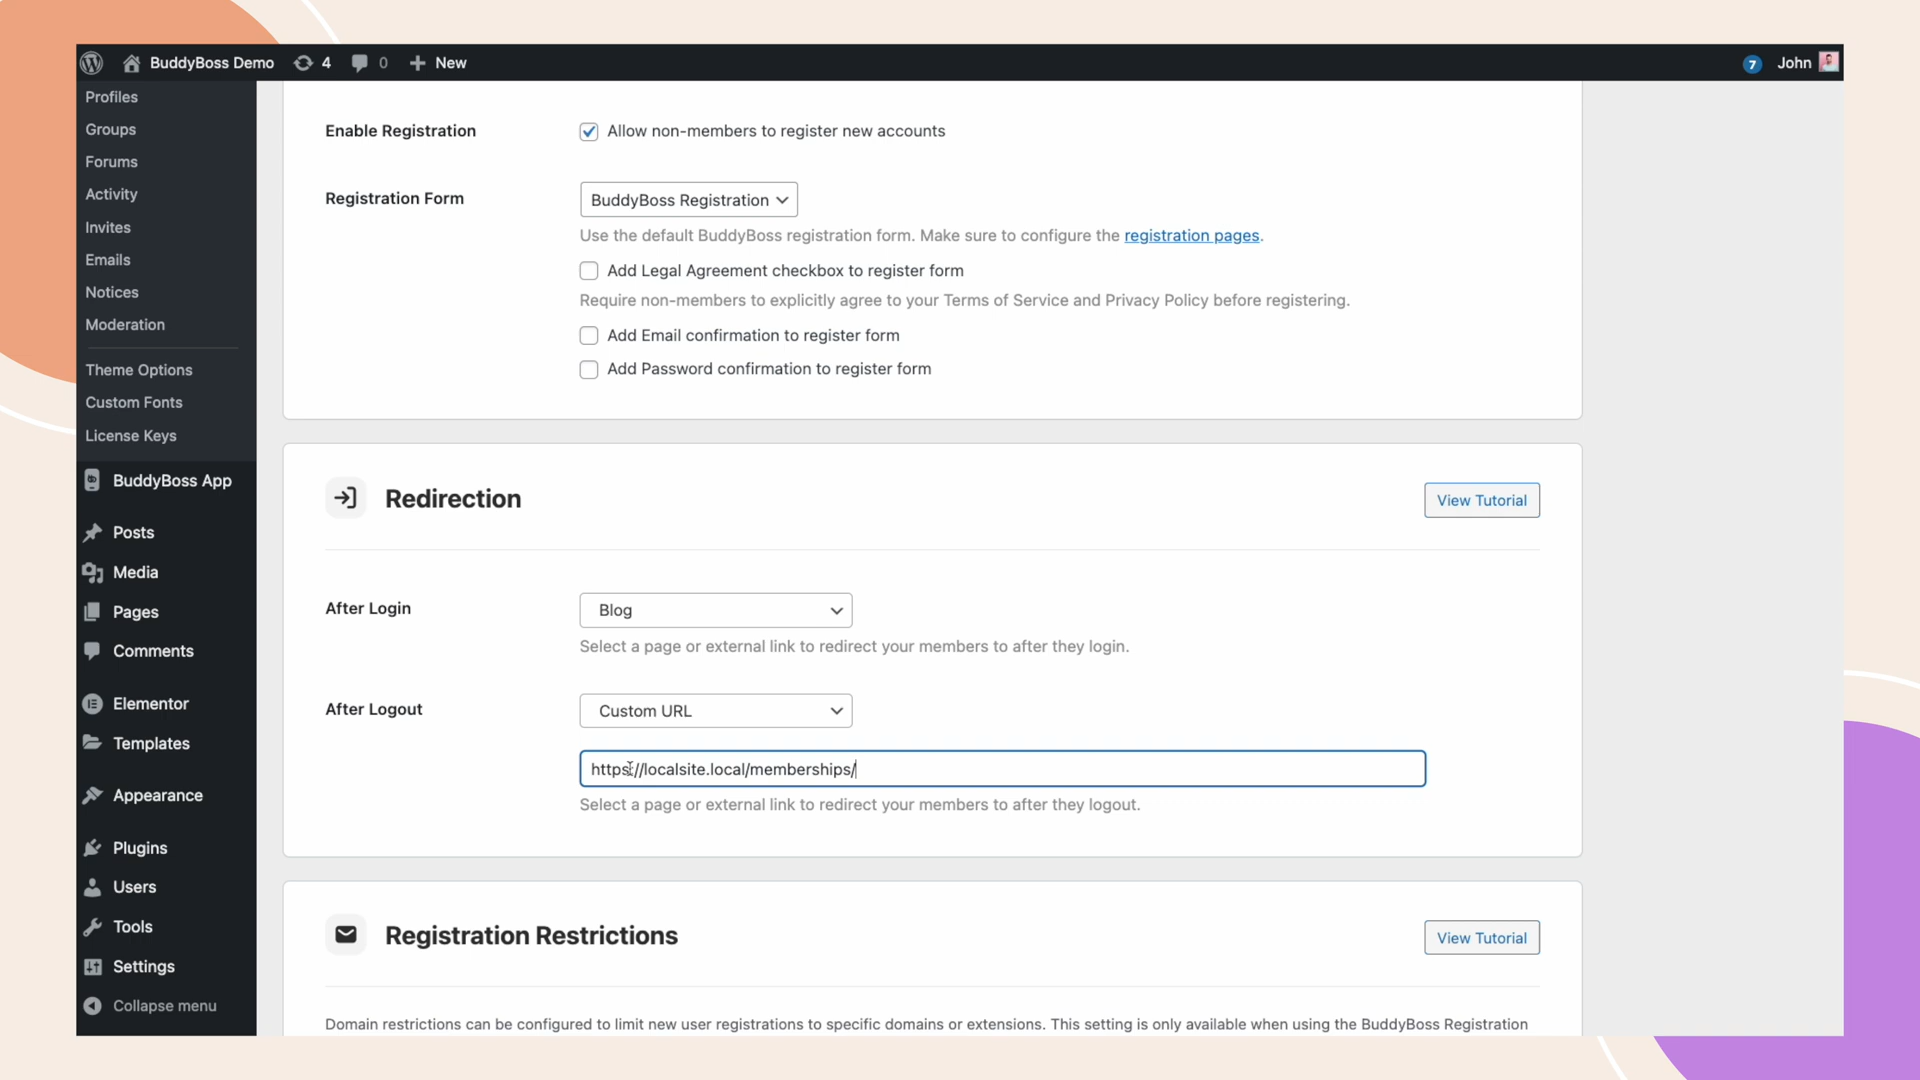 BuddyBoss Demo 4 0 New 7 John
Profiles
Groups
Forums
Activity
Invites
Emails
Notices
Moderation
Theme Options
Custom Fonts
License Keys
BuddyBoss App
Posts
Media
Pages
Comments
Elementor
Templates
Appearance
Plugins
Users
Tools
Settings
Collapse menu
Enable Registration
Allow non-members to register new accounts
Registration Form
BuddyBoss Registration
Use the default BuddyBoss registration form. Make sure to configure the registration pages.
Add Legal Agreement checkbox to register form
Require non-members to explicitly agree to your Terms of Service and Privacy Policy before registering.
Add Email confirmation to register form
Add Password confirmation to register form
Redirection
View Tutorial
After Login
Blog
Select a page or external link to redirect your members to after they login.
After Logout
Custom URL
https://localsite.local/memberships/
Select a page or external link to redirect your members to after they logout.
Registration Restrictions
View Tutorial
Domain restrictions can be configured to limit new user registrations to specific domains or extensions. This setting is only available when using the BuddyBoss Registration